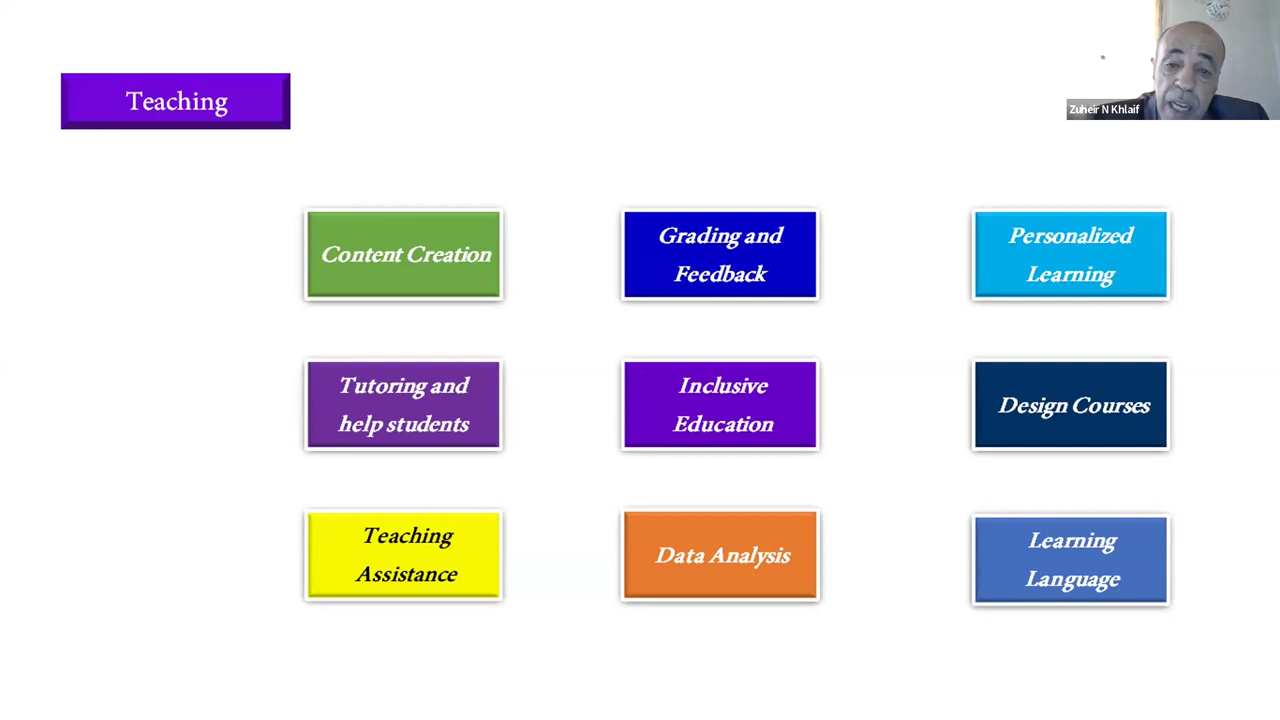 Teaching
Zuheir N Khlaif
Content Creation
Grading and
Feedback
Personalized
Learning
Tutoring and
help students
Inclusive
Education
Design Courses
Teaching
Assistance
Data Analysis
Learning
Language